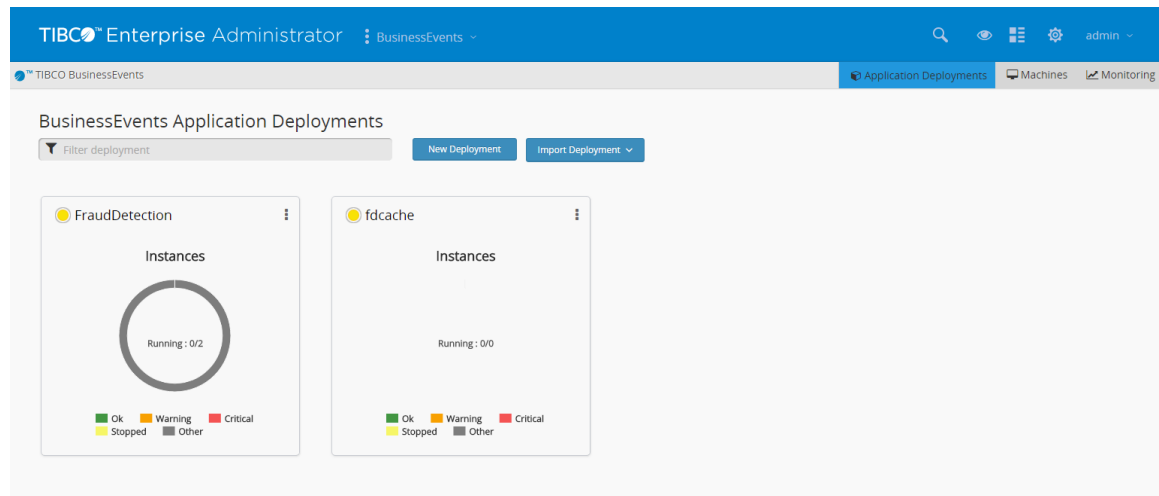 TIBCO™ Enterprise Administrator BusinessEvents admin
™ TIBCO BusinessEvents Application Deployments Machines Monitoring
BusinessEvents Application Deployments
Filter deployment New Deployment Import Deployment
FraudDetection
Instances
Running : 0/2
Ok Warning Critical
Stopped Other
fdcache
Instances
Running : 0/0
Ok Warning Critical
Stopped Other